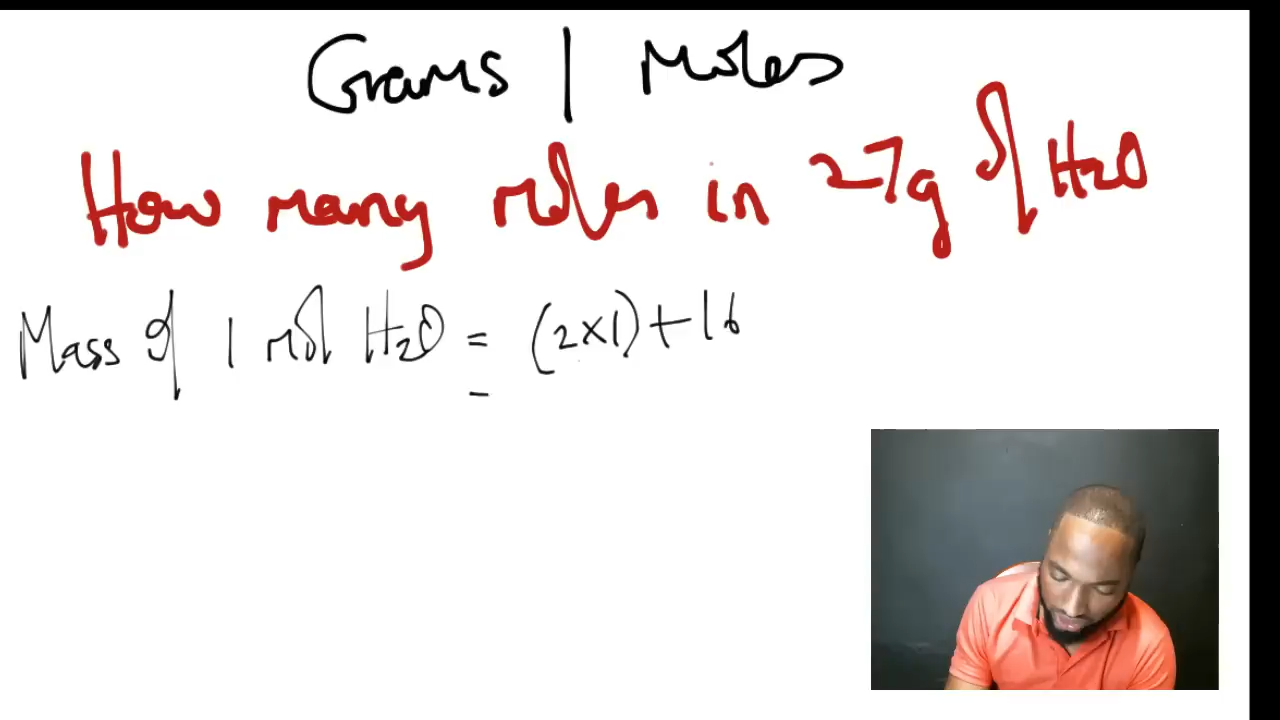 Grams | Moles
How many moles in 27g of H2O
Mass of 1 mol H2O = (2×1)+16
=